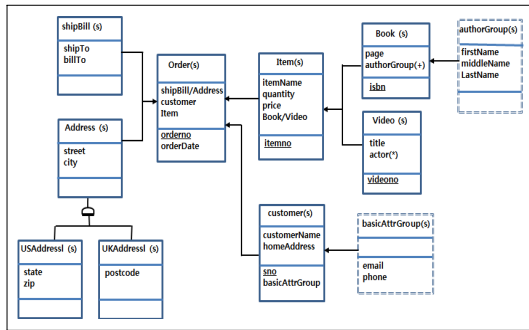 shipBill (s)
shipTo
billTo
Address (s)
street
city
USAddressl (s)
state
zip
UKAddressl (s)
postcode
Order(s)
shipBill/Address
customer
Item
orderno
orderDate
Item(s)
itemName
quantity
price
Book/Video
itemno
customer(s)
customerName
homeAddress
sno
basicAttrGroup
Book (s)
page
authorGroup(+)
isbn
Video (s)
title
actor(*)
videono
authorGroup(s)
firstName
middleName
LastName
basicAttrGroup(s)
email
phone